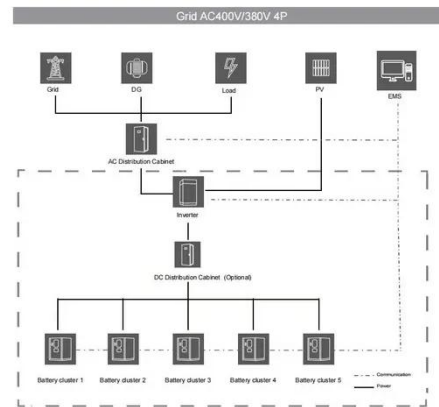 Grid AC400V/380V 4P
Grid
DG
Load
PV
EMS
AC Distribution Cabinet
Inverter
DC Distribution Cabinet (Optional)
Battery cluster 1
Battery cluster 2
Battery cluster 3
Battery cluster 4
Battery cluster 5
Communication
Power